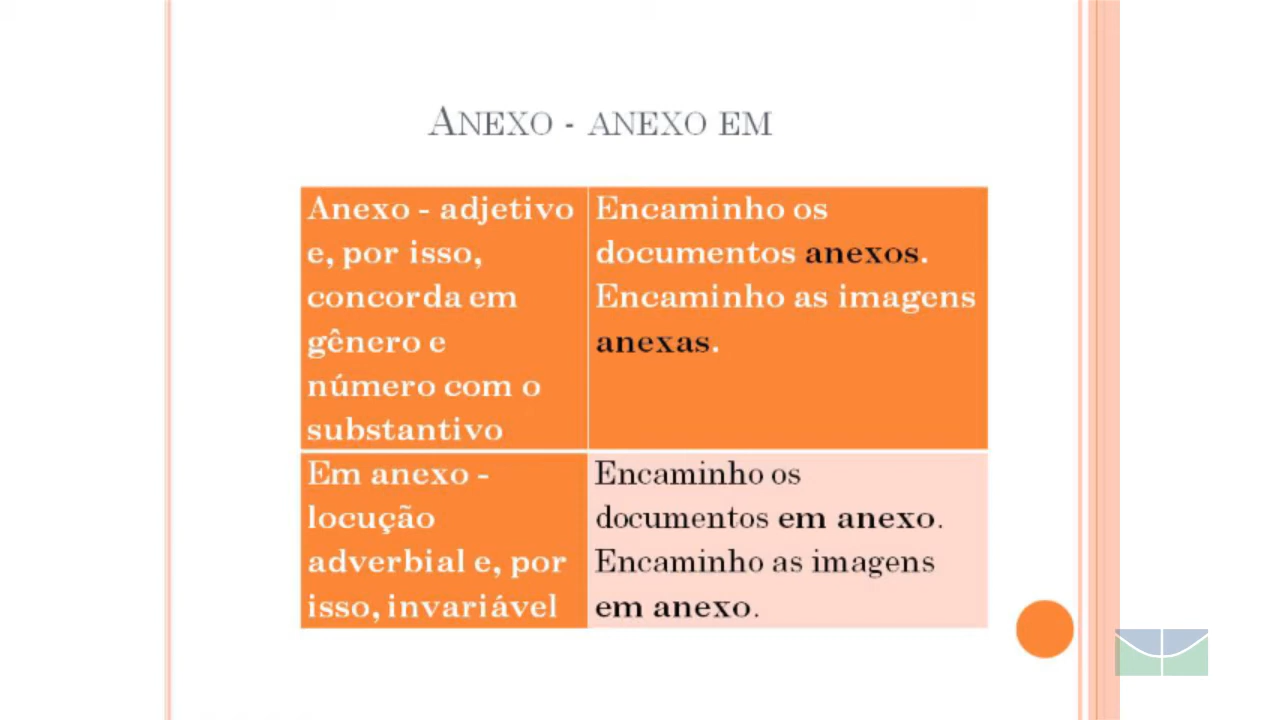 ANEXO - ANEXO EM
Anexo - adjetivo
e, por isso,
concorda em
gênero e
número com o
substantivo
Encaminho os
documentos anexos.
Encaminho as imagens
anexas.
Em anexo -
locução
adverbial e, por
isso, invariável
Encaminho os
documentos em anexo.
Encaminho as imagens
em anexo.